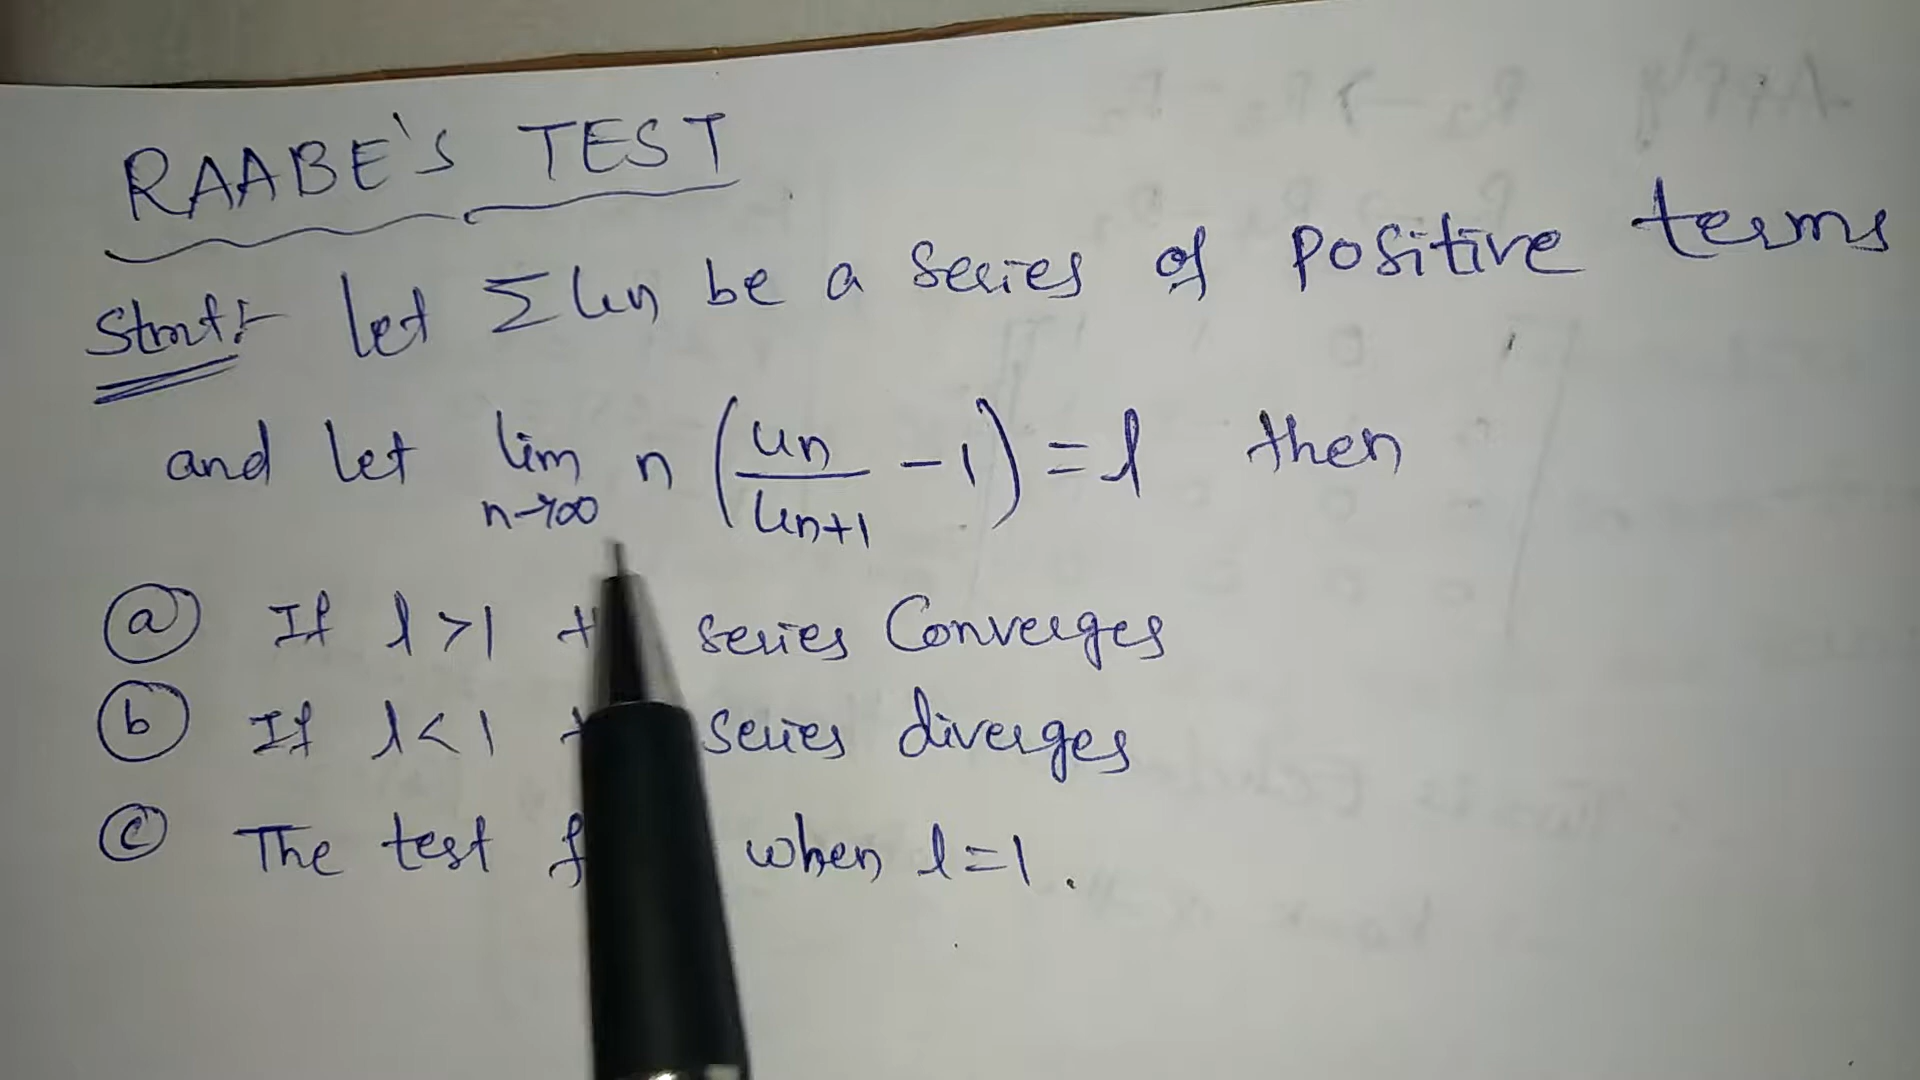 RAABE'S TEST
Stmt:- let Σun be a series of positive terms
and let lim n→∞ n (un/un+1 - 1) = l then
(a) If l>1 series Converges
(b) If l<1 series diverges
(c) The test when l=1.